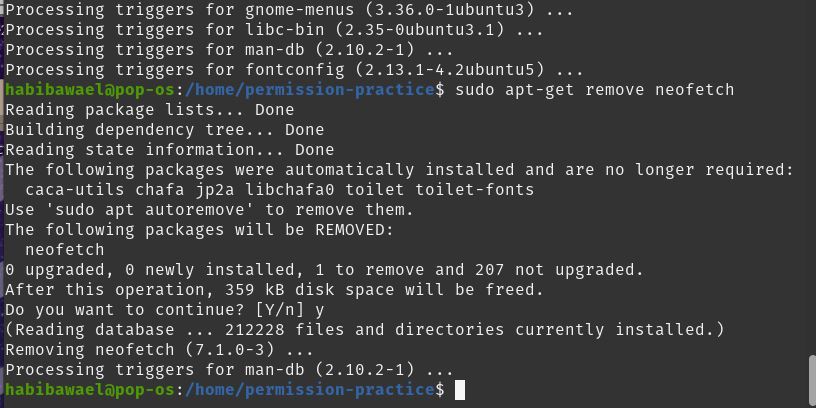 Processing triggers for gnome-menus (3.36.0-1ubuntu3) ...
Processing triggers for libc-bin (2.35-0ubuntu3.1) ...
Processing triggers for man-db (2.10.2-1) ...
Processing triggers for fontconfig (2.13.1-4.2ubuntu5) ...
habibawael@pop-os:/home/permission-practice$ sudo apt-get remove neofetch
Reading package lists... Done
Building dependency tree... Done
Reading state information... Done
The following packages were automatically installed and are no longer required:
  caca-utils chafa jp2a libchafa0 toilet toilet-fonts
Use 'sudo apt autoremove' to remove them.
The following packages will be REMOVED:
  neofetch
0 upgraded, 0 newly installed, 1 to remove and 207 not upgraded.
After this operation, 359 kB disk space will be freed.
Do you want to continue? [Y/n] y
(Reading database ... 212228 files and directories currently installed.)
Removing neofetch (7.1.0-3) ...
Processing triggers for man-db (2.10.2-1) ...
habibawael@pop-os:/home/permission-practice$